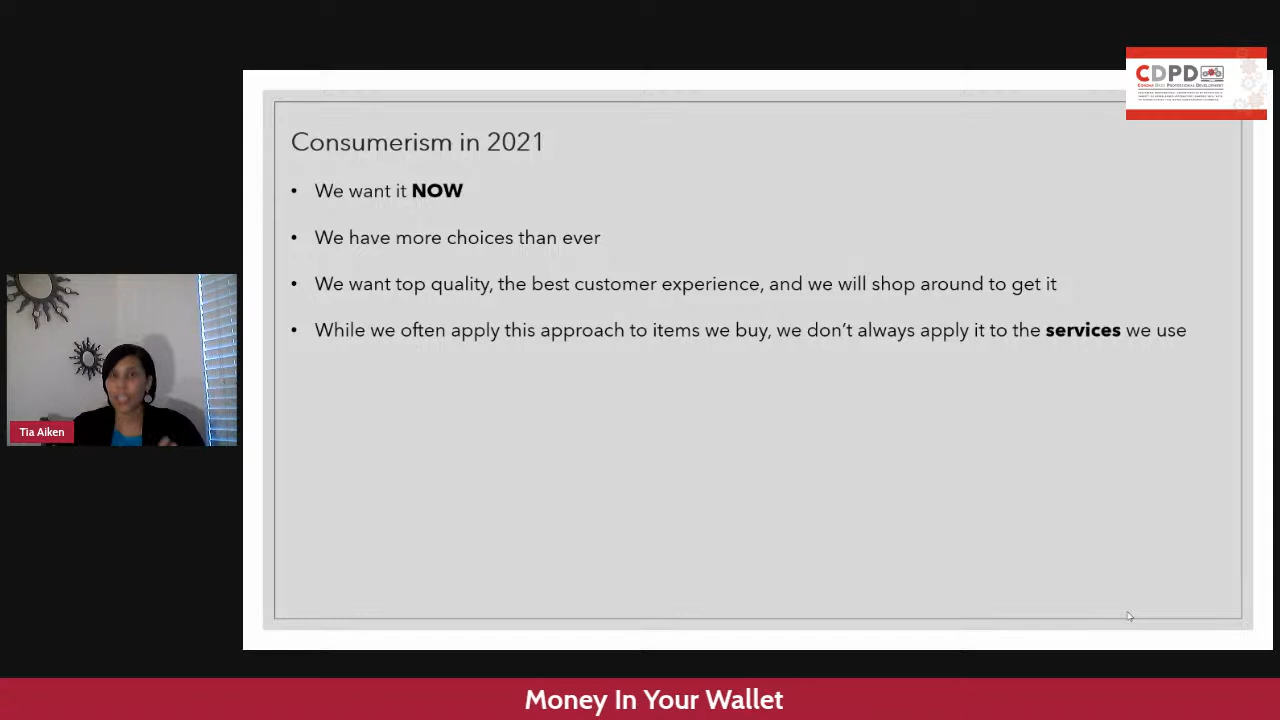 CDPD
Consumerism in 2021
• We want it NOW
• We have more choices than ever
• We want top quality, the best customer experience, and we will shop around to get it
• While we often apply this approach to items we buy, we don't always apply it to the services we use
Tia Aiken
Money In Your Wallet